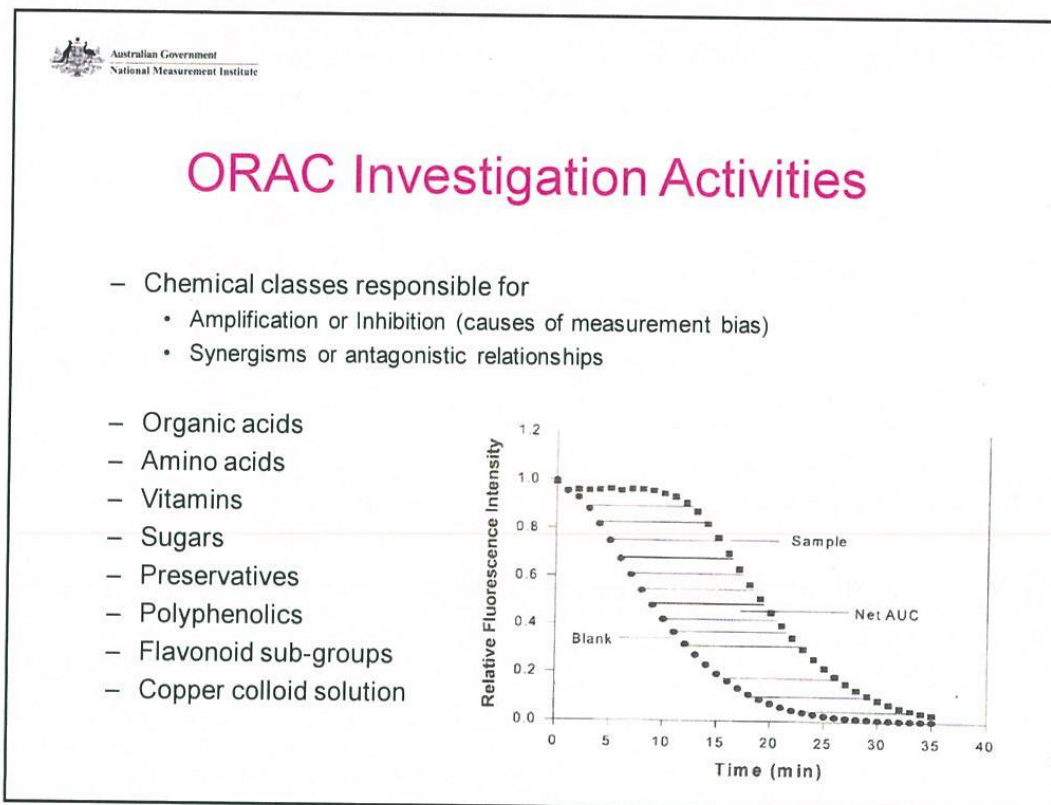 Australian Government
National Measurement Institute
ORAC Investigation Activities
– Chemical classes responsible for
• Amplification or Inhibition (causes of measurement bias)
• Synergisms or antagonistic relationships
– Organic acids
– Amino acids
– Vitamins
– Sugars
– Preservatives
– Polyphenolics
– Flavonoid sub-groups
– Copper colloid solution
Relative Fluorescence Intensity
1.2
1.0
0.8
0.6
0.4
0.2
0.0
Sample
Net AUC
Blank
0 5 10 15 20 25 30 35 40
Time (min)